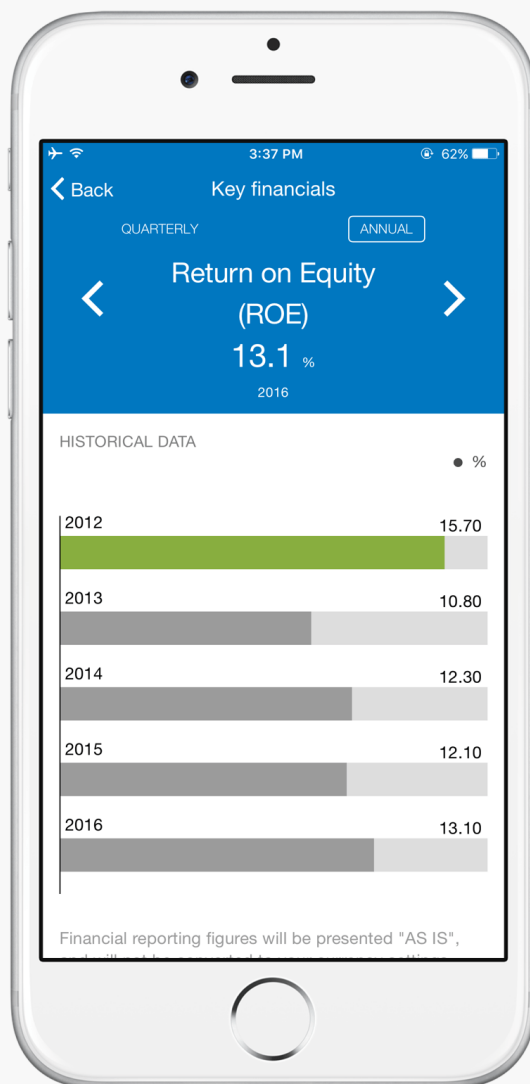 3:37 PM
62%
Back
Key financials
QUARTERLY
ANNUAL
Return on Equity
(ROE)
13.1 %
2016
HISTORICAL DATA
%
2012
15.70
2013
10.80
2014
12.30
2015
12.10
2016
13.10
Financial reporting figures will be presented "AS IS",